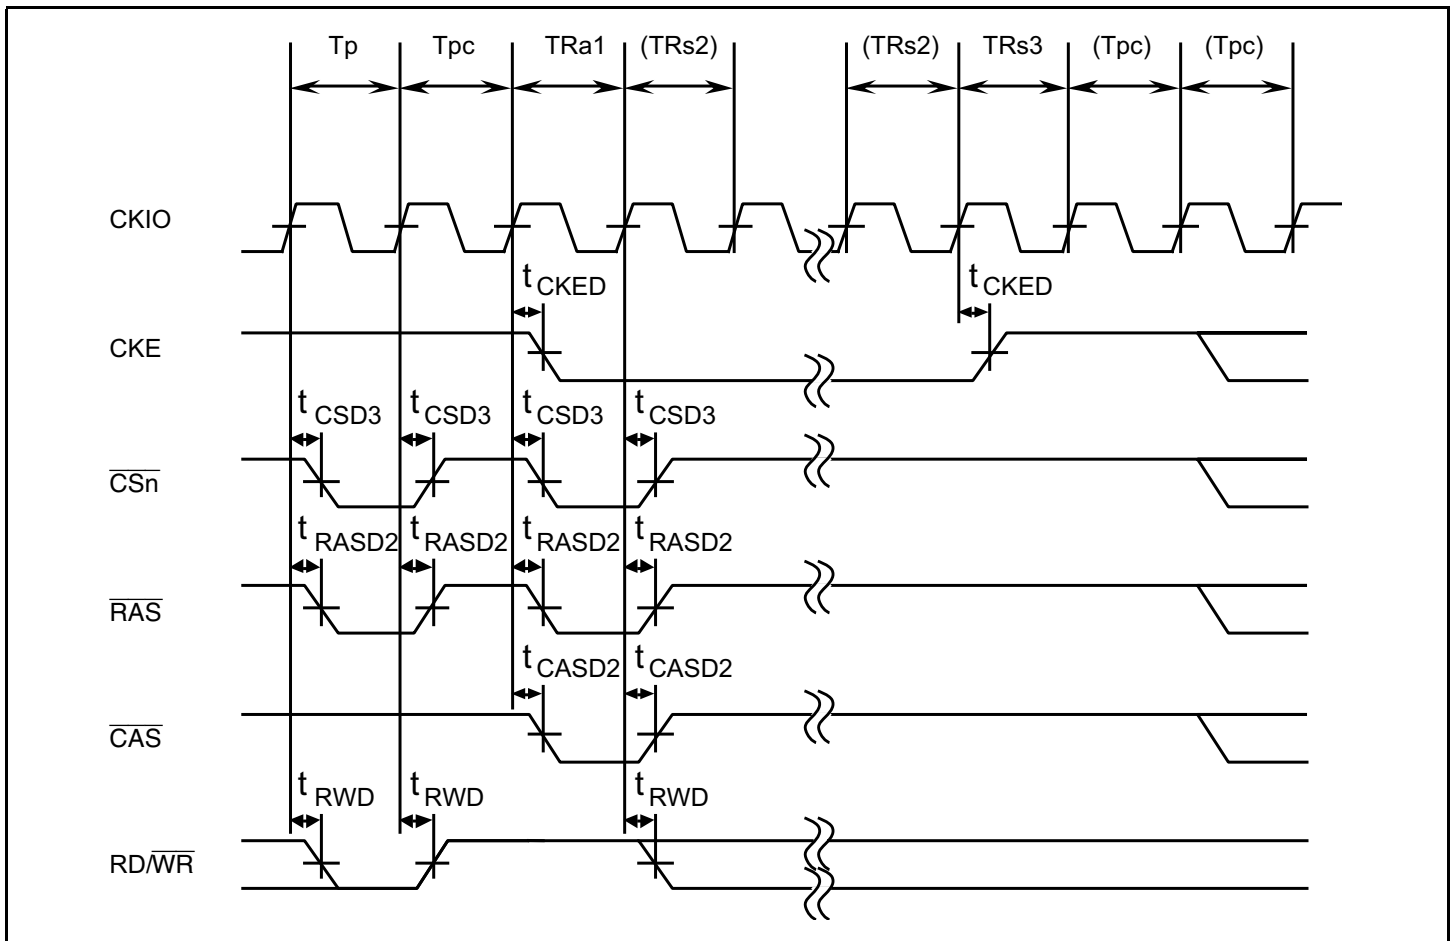 Tp Tpc TRa1 (TRs2) (TRs2) TRs3 (Tpc) (Tpc)
CKIO
tCKED tCKED
CKE
tCSD3 tCSD3 tCSD3 tCSD3
CSn
tRASD2 tRASD2 tRASD2 tRASD2
RAS
tCASD2 tCASD2
CAS
tRWD tRWD tRWD
RD/WR